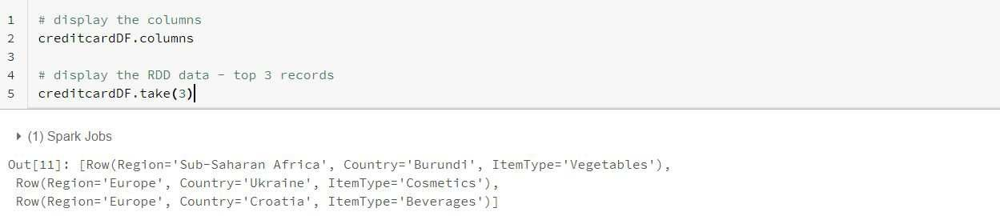 1 # display the columns
2 creditcardDF.columns
3
4 # display the RDD data - top 3 records
5 creditcardDF.take(3)
(1) Spark Jobs
Out[11]: [Row(Region='Sub-Saharan Africa', Country='Burundi', ItemType='Vegetables'),
Row(Region='Europe', Country='Ukraine', ItemType='Cosmetics'),
Row(Region='Europe', Country='Croatia', ItemType='Beverages')]